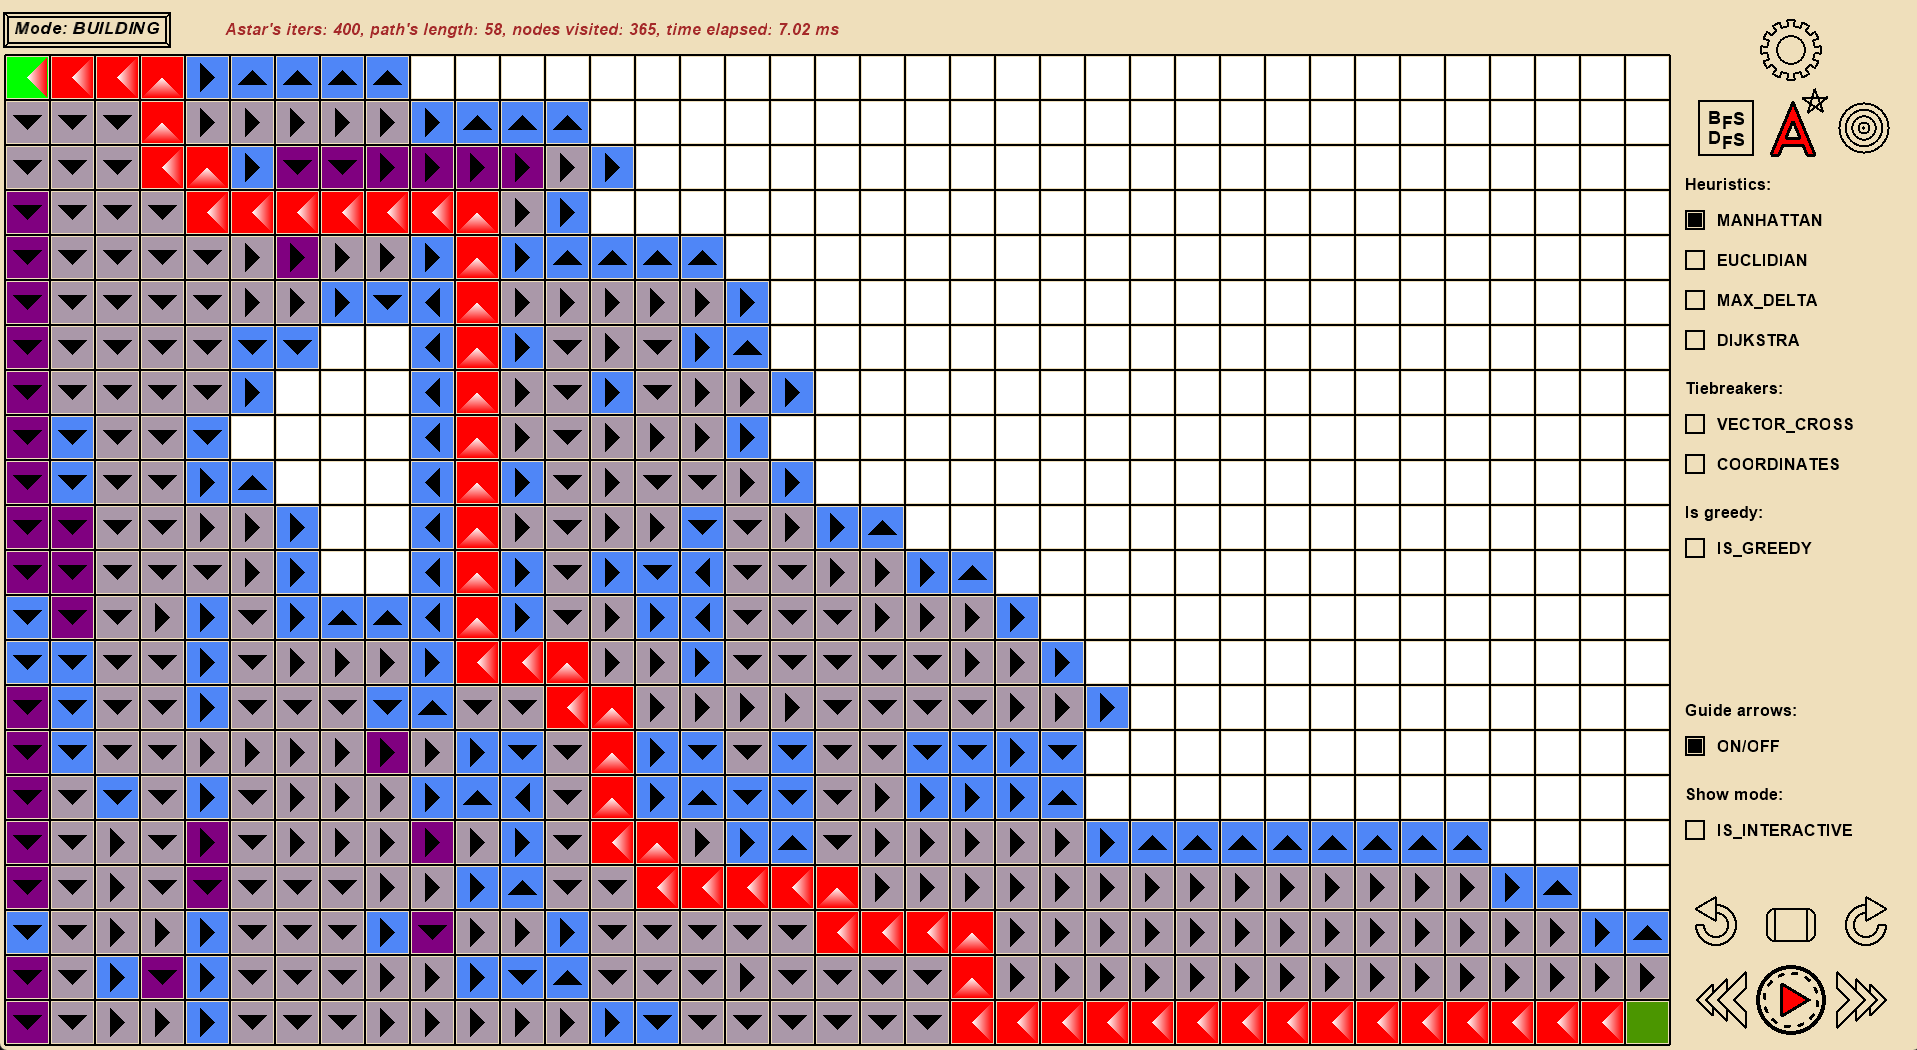 Mode: BUILDING
Astar's iters: 400, path's length: 58, nodes visited: 365, time elapsed: 7.02 ms
BFS
DFS
A
Heuristics:
MANHATTAN
EUCLIDIAN
MAX_DELTA
DIJKSTRA
Tiebreakers:
VECTOR_CROSS
COORDINATES
Is greedy:
IS_GREEDY
Guide arrows:
ON/OFF
Show mode:
IS_INTERACTIVE